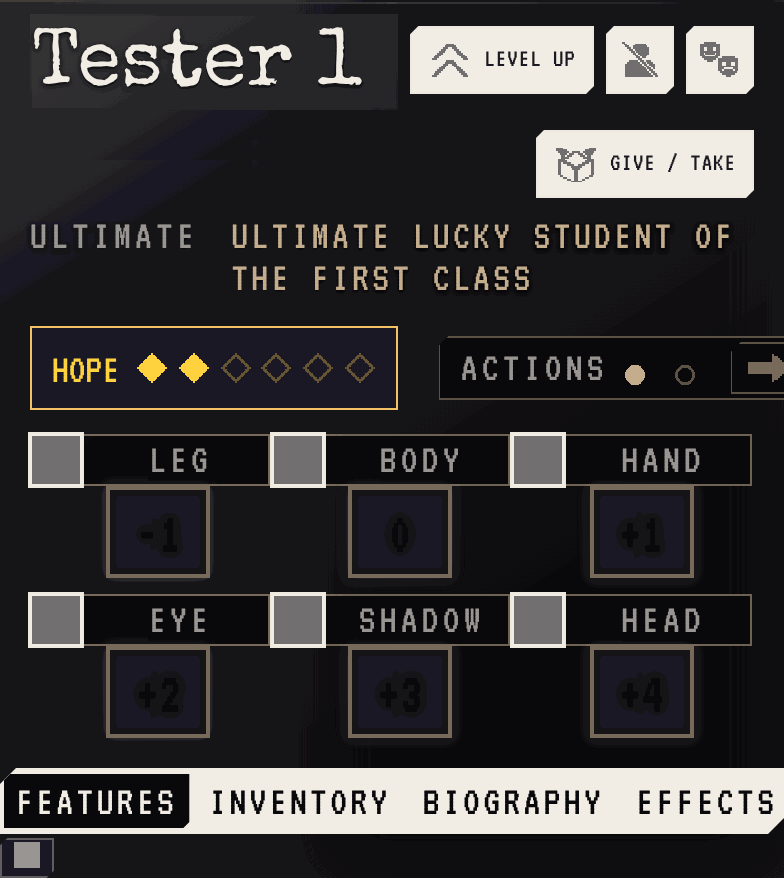 Tester 1 LEVEL UP
GIVE / TAKE
ULTIMATE ULTIMATE LUCKY STUDENT OF
THE FIRST CLASS
HOPE ACTIONS
LEG BODY HAND
-1 0 +1
EYE SHADOW HEAD
+2 +3 +4
FEATURES INVENTORY BIOGRAPHY EFFECTS